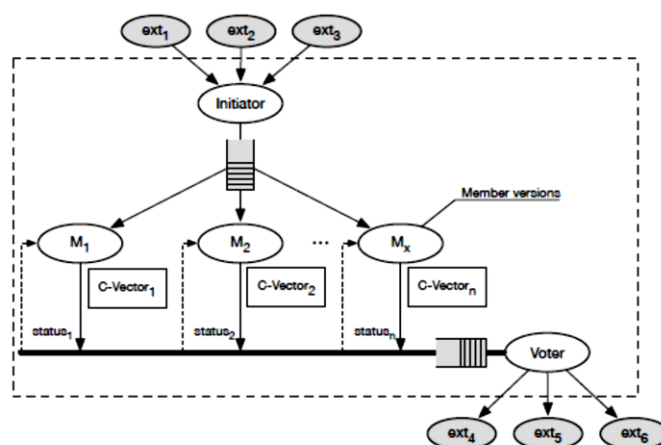 ext1 ext2 ext3
Initiator
Member versions
M1 M2 ... Mx
C-Vector1 C-Vector2 C-Vectorn
status1 status2 statusn
Voter
ext4 ext5 ext6